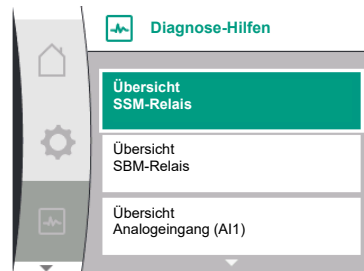 Diagnose-Hilfen
Übersicht
SSM-Relais
Übersicht
SBM-Relais
Übersicht
Analogeingang (AI1)